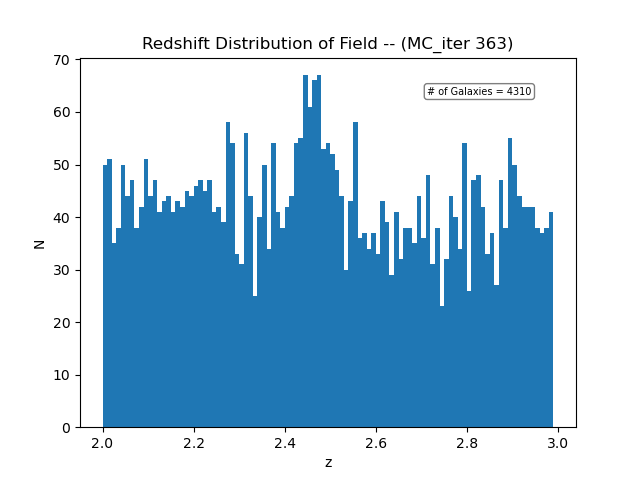 Redshift Distribution of Field -- (MC_iter 363)
# of Galaxies = 4310
N
70
60
50
40
30
20
10
0
2.0 2.2 2.4 2.6 2.8 3.0
z